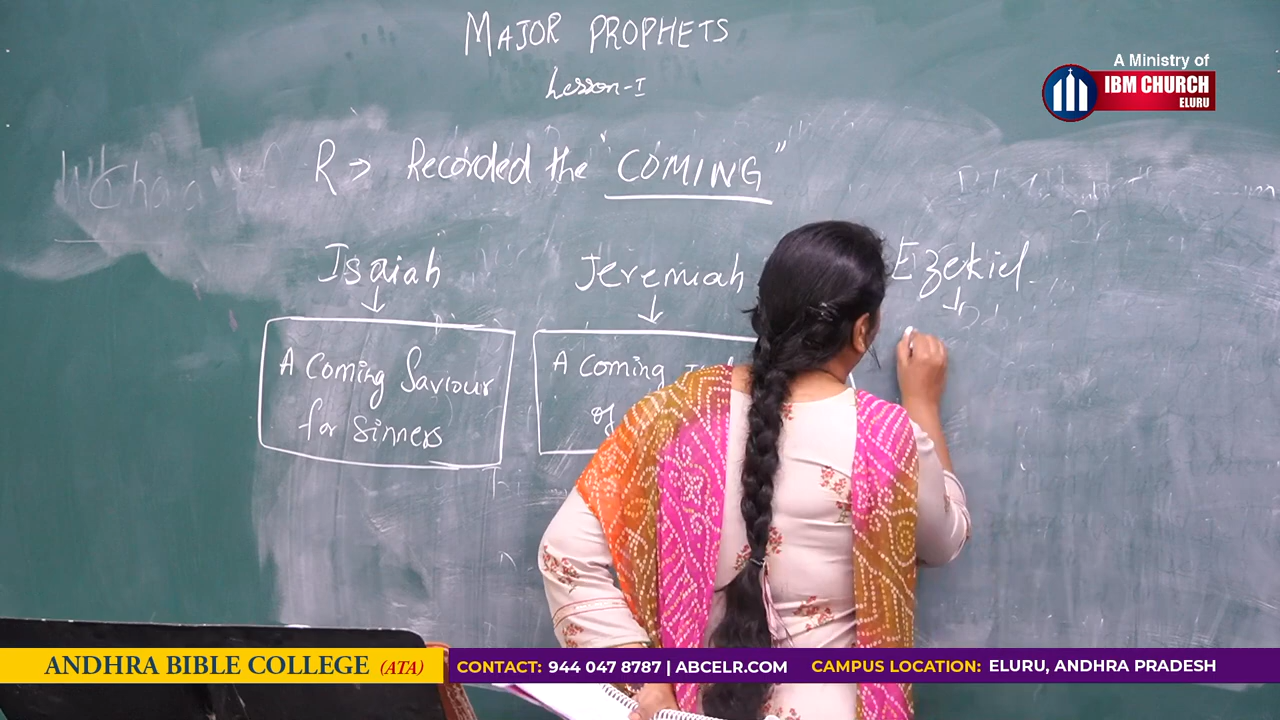 MAJOR PROPHETS
Lesson-I
A Ministry of
IBM CHURCH
ELURU
R → Recorded the "COMING"
Isaiah
Jeremiah
Ezekiel
A Coming Saviour
for Sinners
A Coming
of
ANDHRA BIBLE COLLEGE (ATA)
CONTACT: 944 047 8787 | ABCELR.COM
CAMPUS LOCATION: ELURU, ANDHRA PRADESH